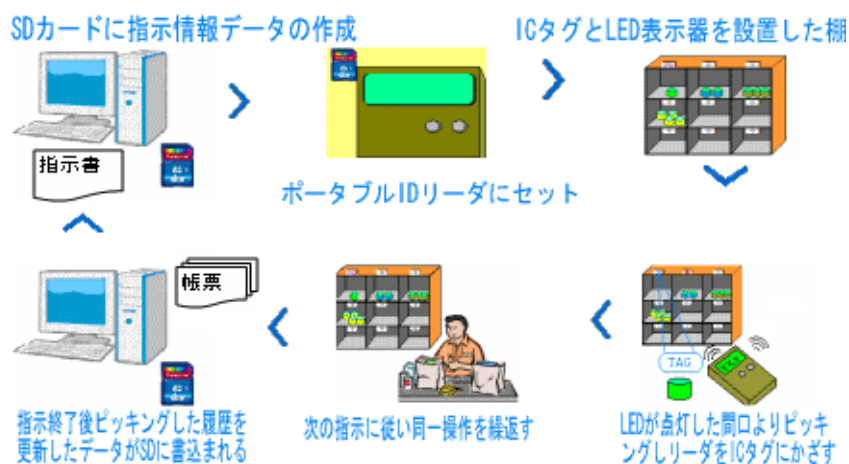 SDカードに指示情報データの作成
ICタグとLED表示器を設置した棚
指示書
ポータブルIDリーダにセット
帳票
TAG
指示終了後ピッキングした履歴を
更新したデータがSDに書込まれる
次の指示に従い同一操作を繰返す
LEDが点灯した間口よりピッキ
ングしリーダをICタグにかざす